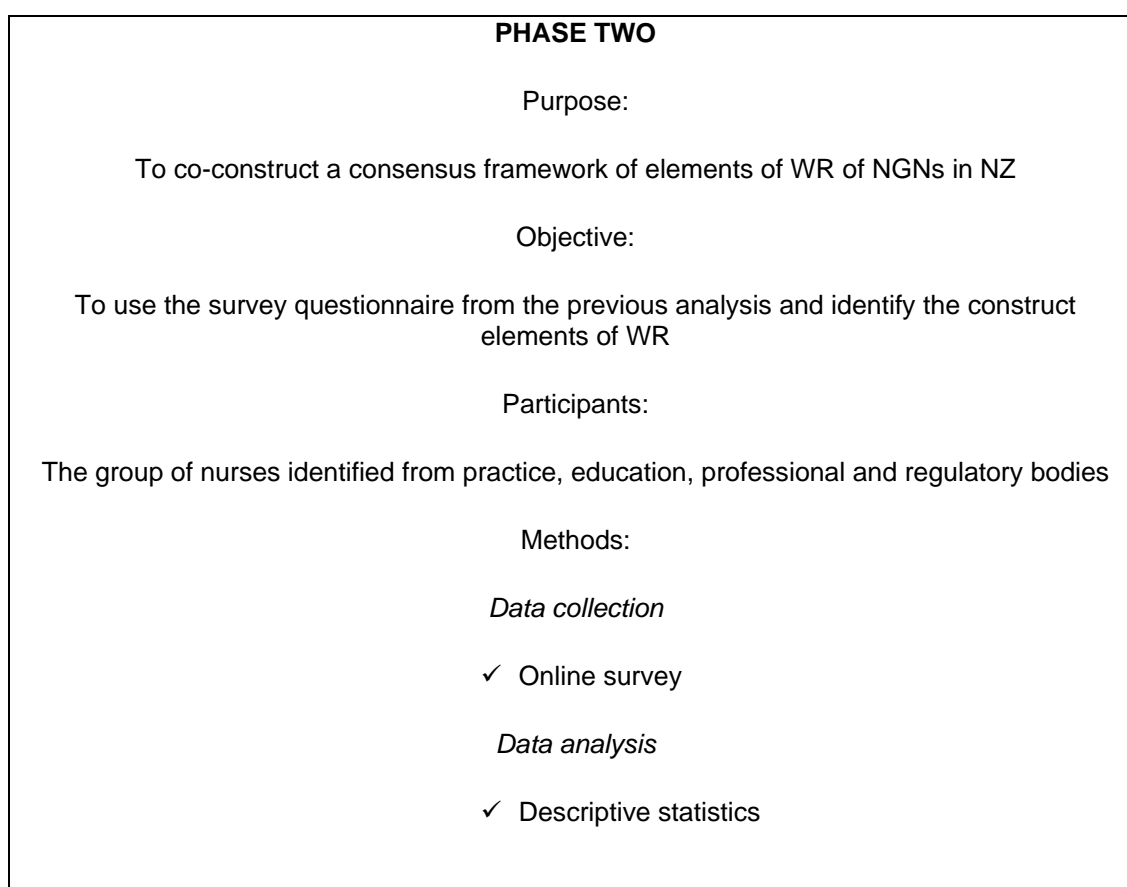 PHASE TWO
Purpose:
To co-construct a consensus framework of elements of WR of NGNs in NZ
Objective:
To use the survey questionnaire from the previous analysis and identify the construct
elements of WR
Participants:
The group of nurses identified from practice, education, professional and regulatory bodies
Methods:
Data collection
✓ Online survey
Data analysis
✓ Descriptive statistics